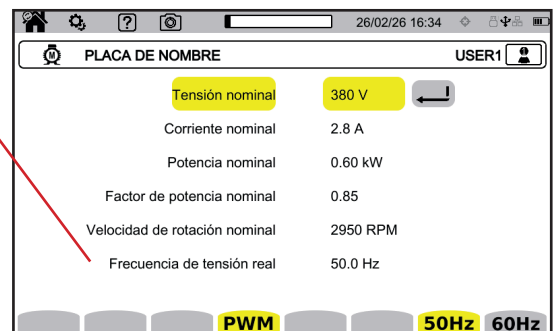 26/02/26 16:34
PLACA DE NOMBRE USER1
Tensión nominal 380 V
Corriente nominal 2.8 A
Potencia nominal 0.60 kW
Factor de potencia nominal 0.85
Velocidad de rotación nominal 2950 RPM
Frecuencia de tensión real 50.0 Hz
PWM 50Hz 60Hz